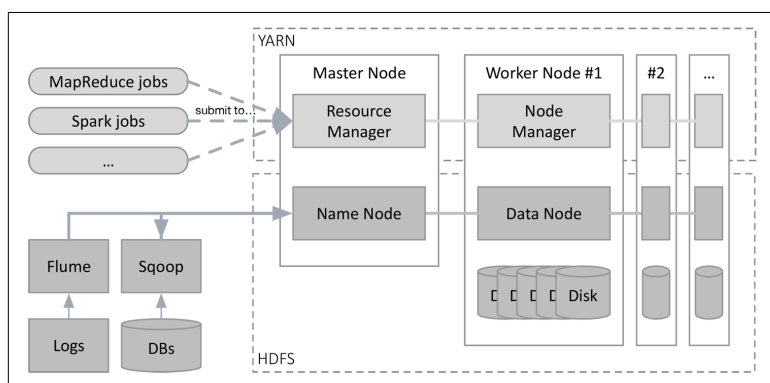 YARN
Master Node
Worker Node #1
#2
...
MapReduce jobs
Spark jobs
...
submit to...
Resource
Manager
Node
Manager
Name Node
Data Node
Flume
Sqoop
D
D
D
D
Disk
Logs
DBs
HDFS